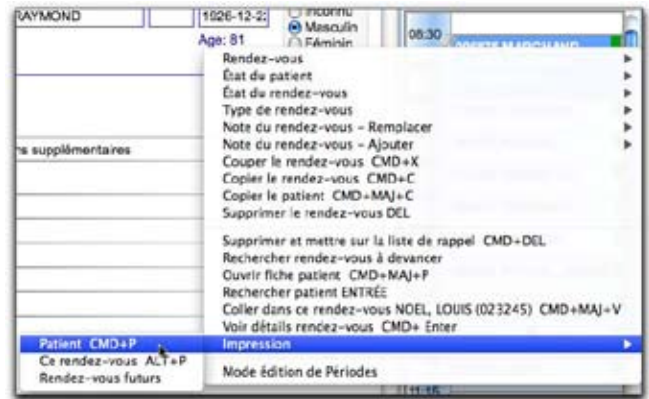 RAYMOND
1926-12-2
Inconnu
Masculin
Féminin
Age: 81
08:30
MARCHAND
ns supplémentaires
Rendez-vous
État du patient
État du rendez-vous
Type de rendez-vous
Note du rendez-vous – Remplacer
Note du rendez-vous – Ajouter
Couper le rendez-vous CMD+X
Copier le rendez-vous CMD+C
Copier le patient CMD+MAJ+C
Supprimer le rendez-vous DEL
Supprimer et mettre sur la liste de rappel CMD+DEL
Rechercher rendez-vous à devancer
Ouvrir fiche patient CMD+MAJ+P
Rechercher patient ENTRÉE
Coller dans ce rendez-vous NOEL, LOUIS (023245) CMD+MAJ+V
Voir détails rendez-vous CMD+ Enter
Impression
Mode édition de Périodes
Patient CMD+P
Ce rendez-vous ALT+P
Rendez-vous futurs
11:15